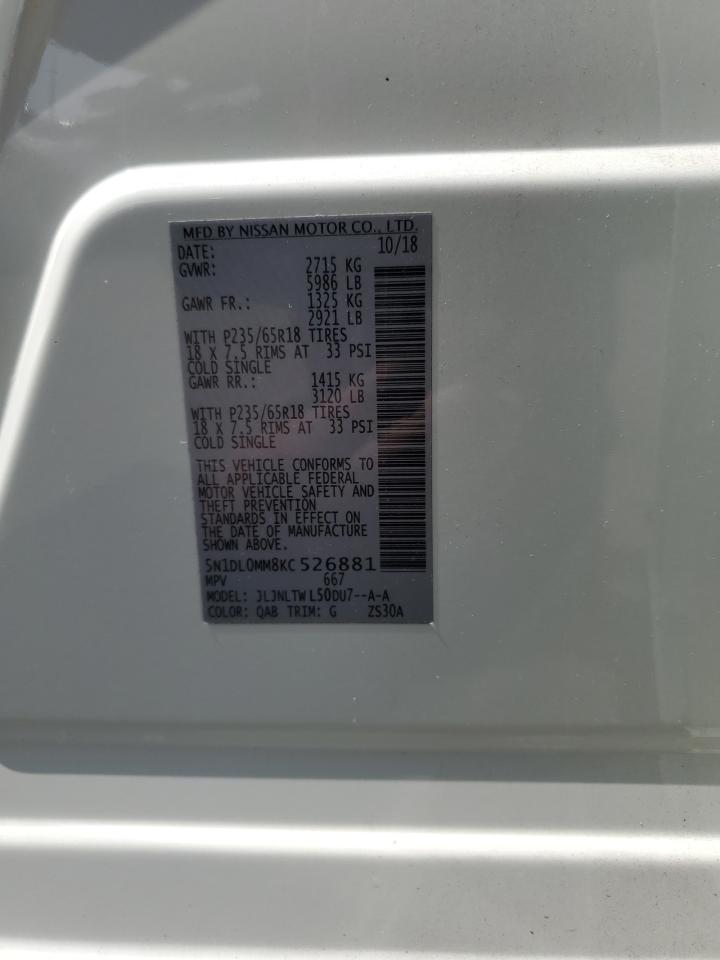 MFD BY NISSAN MOTOR CO., LTD.
DATE: 10/18
GVWR: 2715 KG
5986 LB
GAWR FR.: 1325 KG
2921 LB
WITH P235/65R18 TIRES
18 X 7.5 RIMS AT 33 PSI
COLD SINGLE
GAWR RR.: 1415 KG
3120 LB
WITH P235/65R18 TIRES
18 X 7.5 RIMS AT 33 PSI
COLD SINGLE
THIS VEHICLE CONFORMS TO
ALL APPLICABLE FEDERAL
MOTOR VEHICLE SAFETY AND
THEFT PREVENTION
STANDARDS IN EFFECT ON
THE DATE OF MANUFACTURE
SHOWN ABOVE.
5N1DL0MM8KC 526881
MPV 667
MODEL: JLJNLTW L50DU7--A-A
COLOR: QAB TRIM: G ZS30A